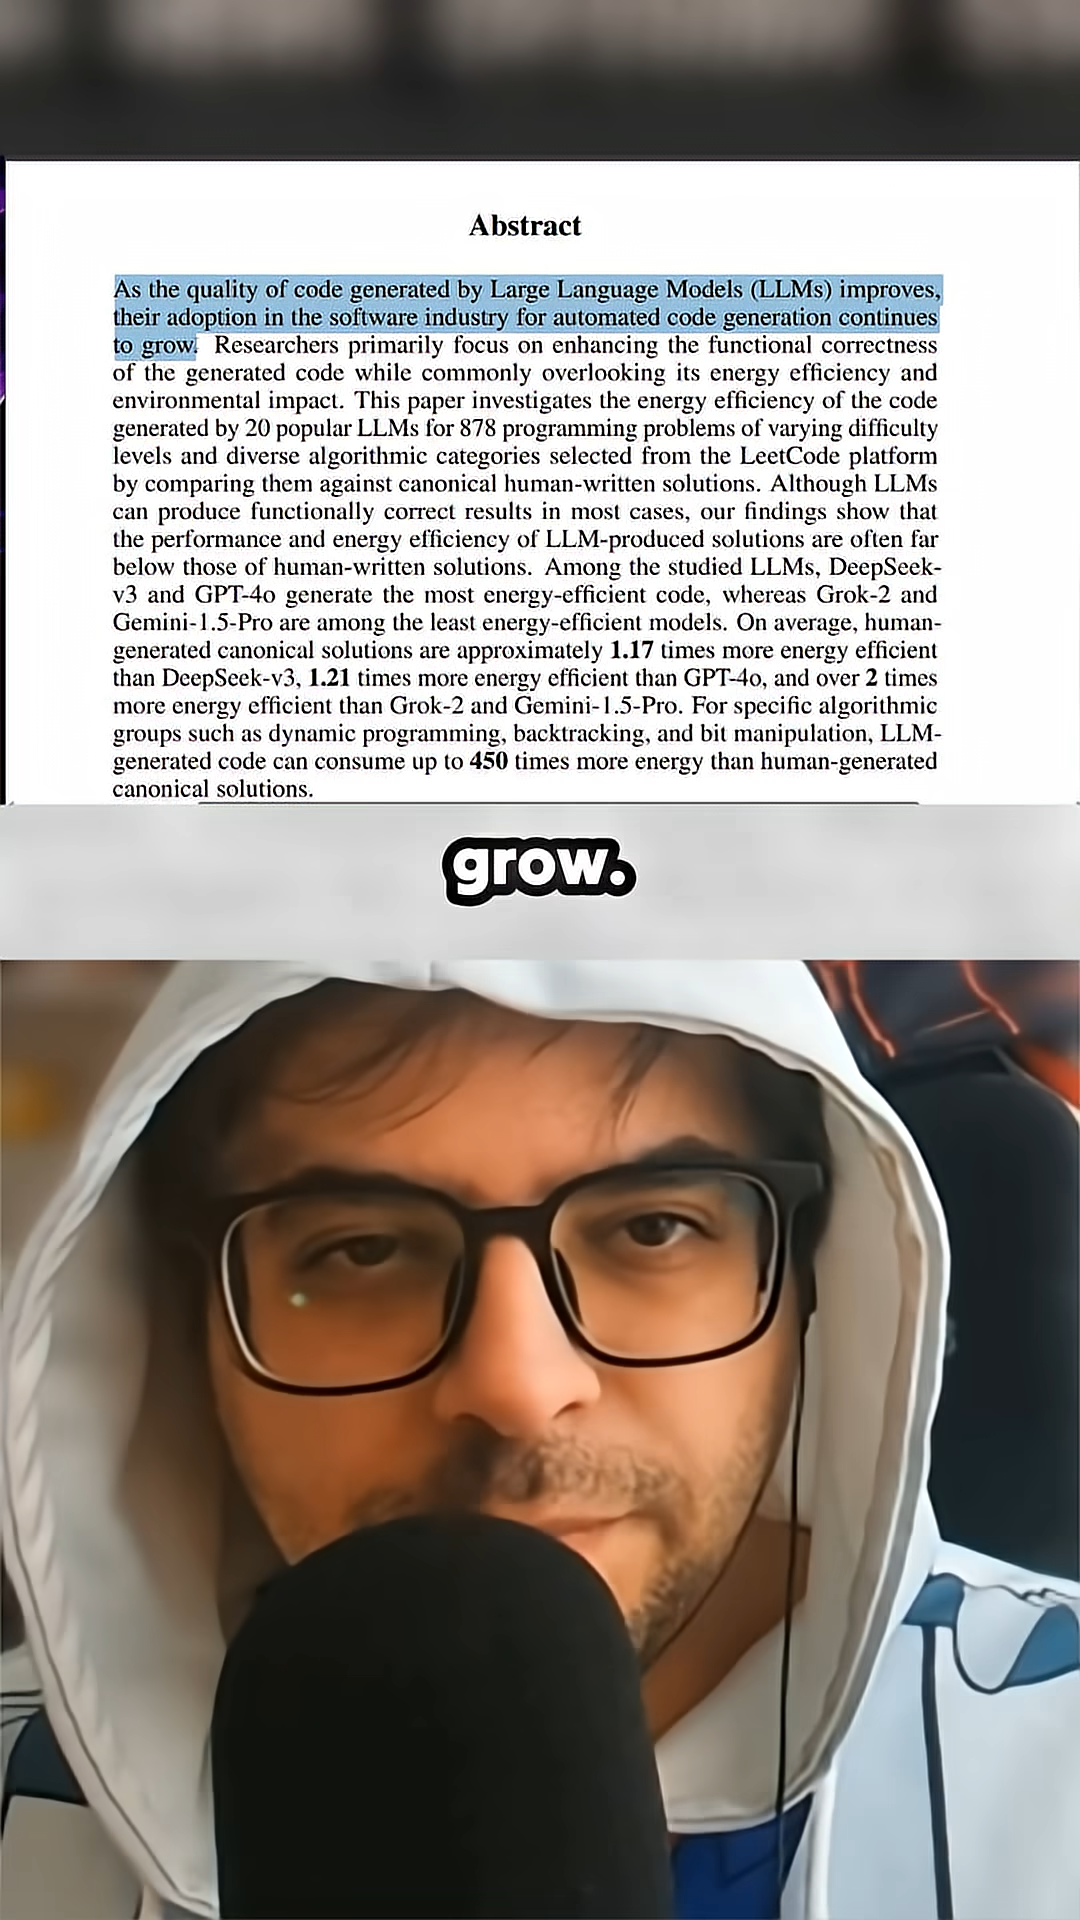 Abstract
As the quality of code generated by Large Language Models (LLMs) improves,
their adoption in the software industry for automated code generation continues
to grow. Researchers primarily focus on enhancing the functional correctness
of the generated code while commonly overlooking its energy efficiency and
environmental impact. This paper investigates the energy efficiency of the code
generated by 20 popular LLMs for 878 programming problems of varying difficulty
levels and diverse algorithmic categories selected from the LeetCode platform
by comparing them against canonical human-written solutions. Although LLMs
can produce functionally correct results in most cases, our findings show that
the performance and energy efficiency of LLM-produced solutions are often far
below those of human-written solutions. Among the studied LLMs, DeepSeek-
v3 and GPT-4o generate the most energy-efficient code, whereas Grok-2 and
Gemini-1.5-Pro are among the least energy-efficient models. On average, human-
generated canonical solutions are approximately 1.17 times more energy efficient
than DeepSeek-v3, 1.21 times more energy efficient than GPT-4o, and over 2 times
more energy efficient than Grok-2 and Gemini-1.5-Pro. For specific algorithmic
groups such as dynamic programming, backtracking, and bit manipulation, LLM-
generated code can consume up to 450 times more energy than human-generated
canonical solutions.
grow.